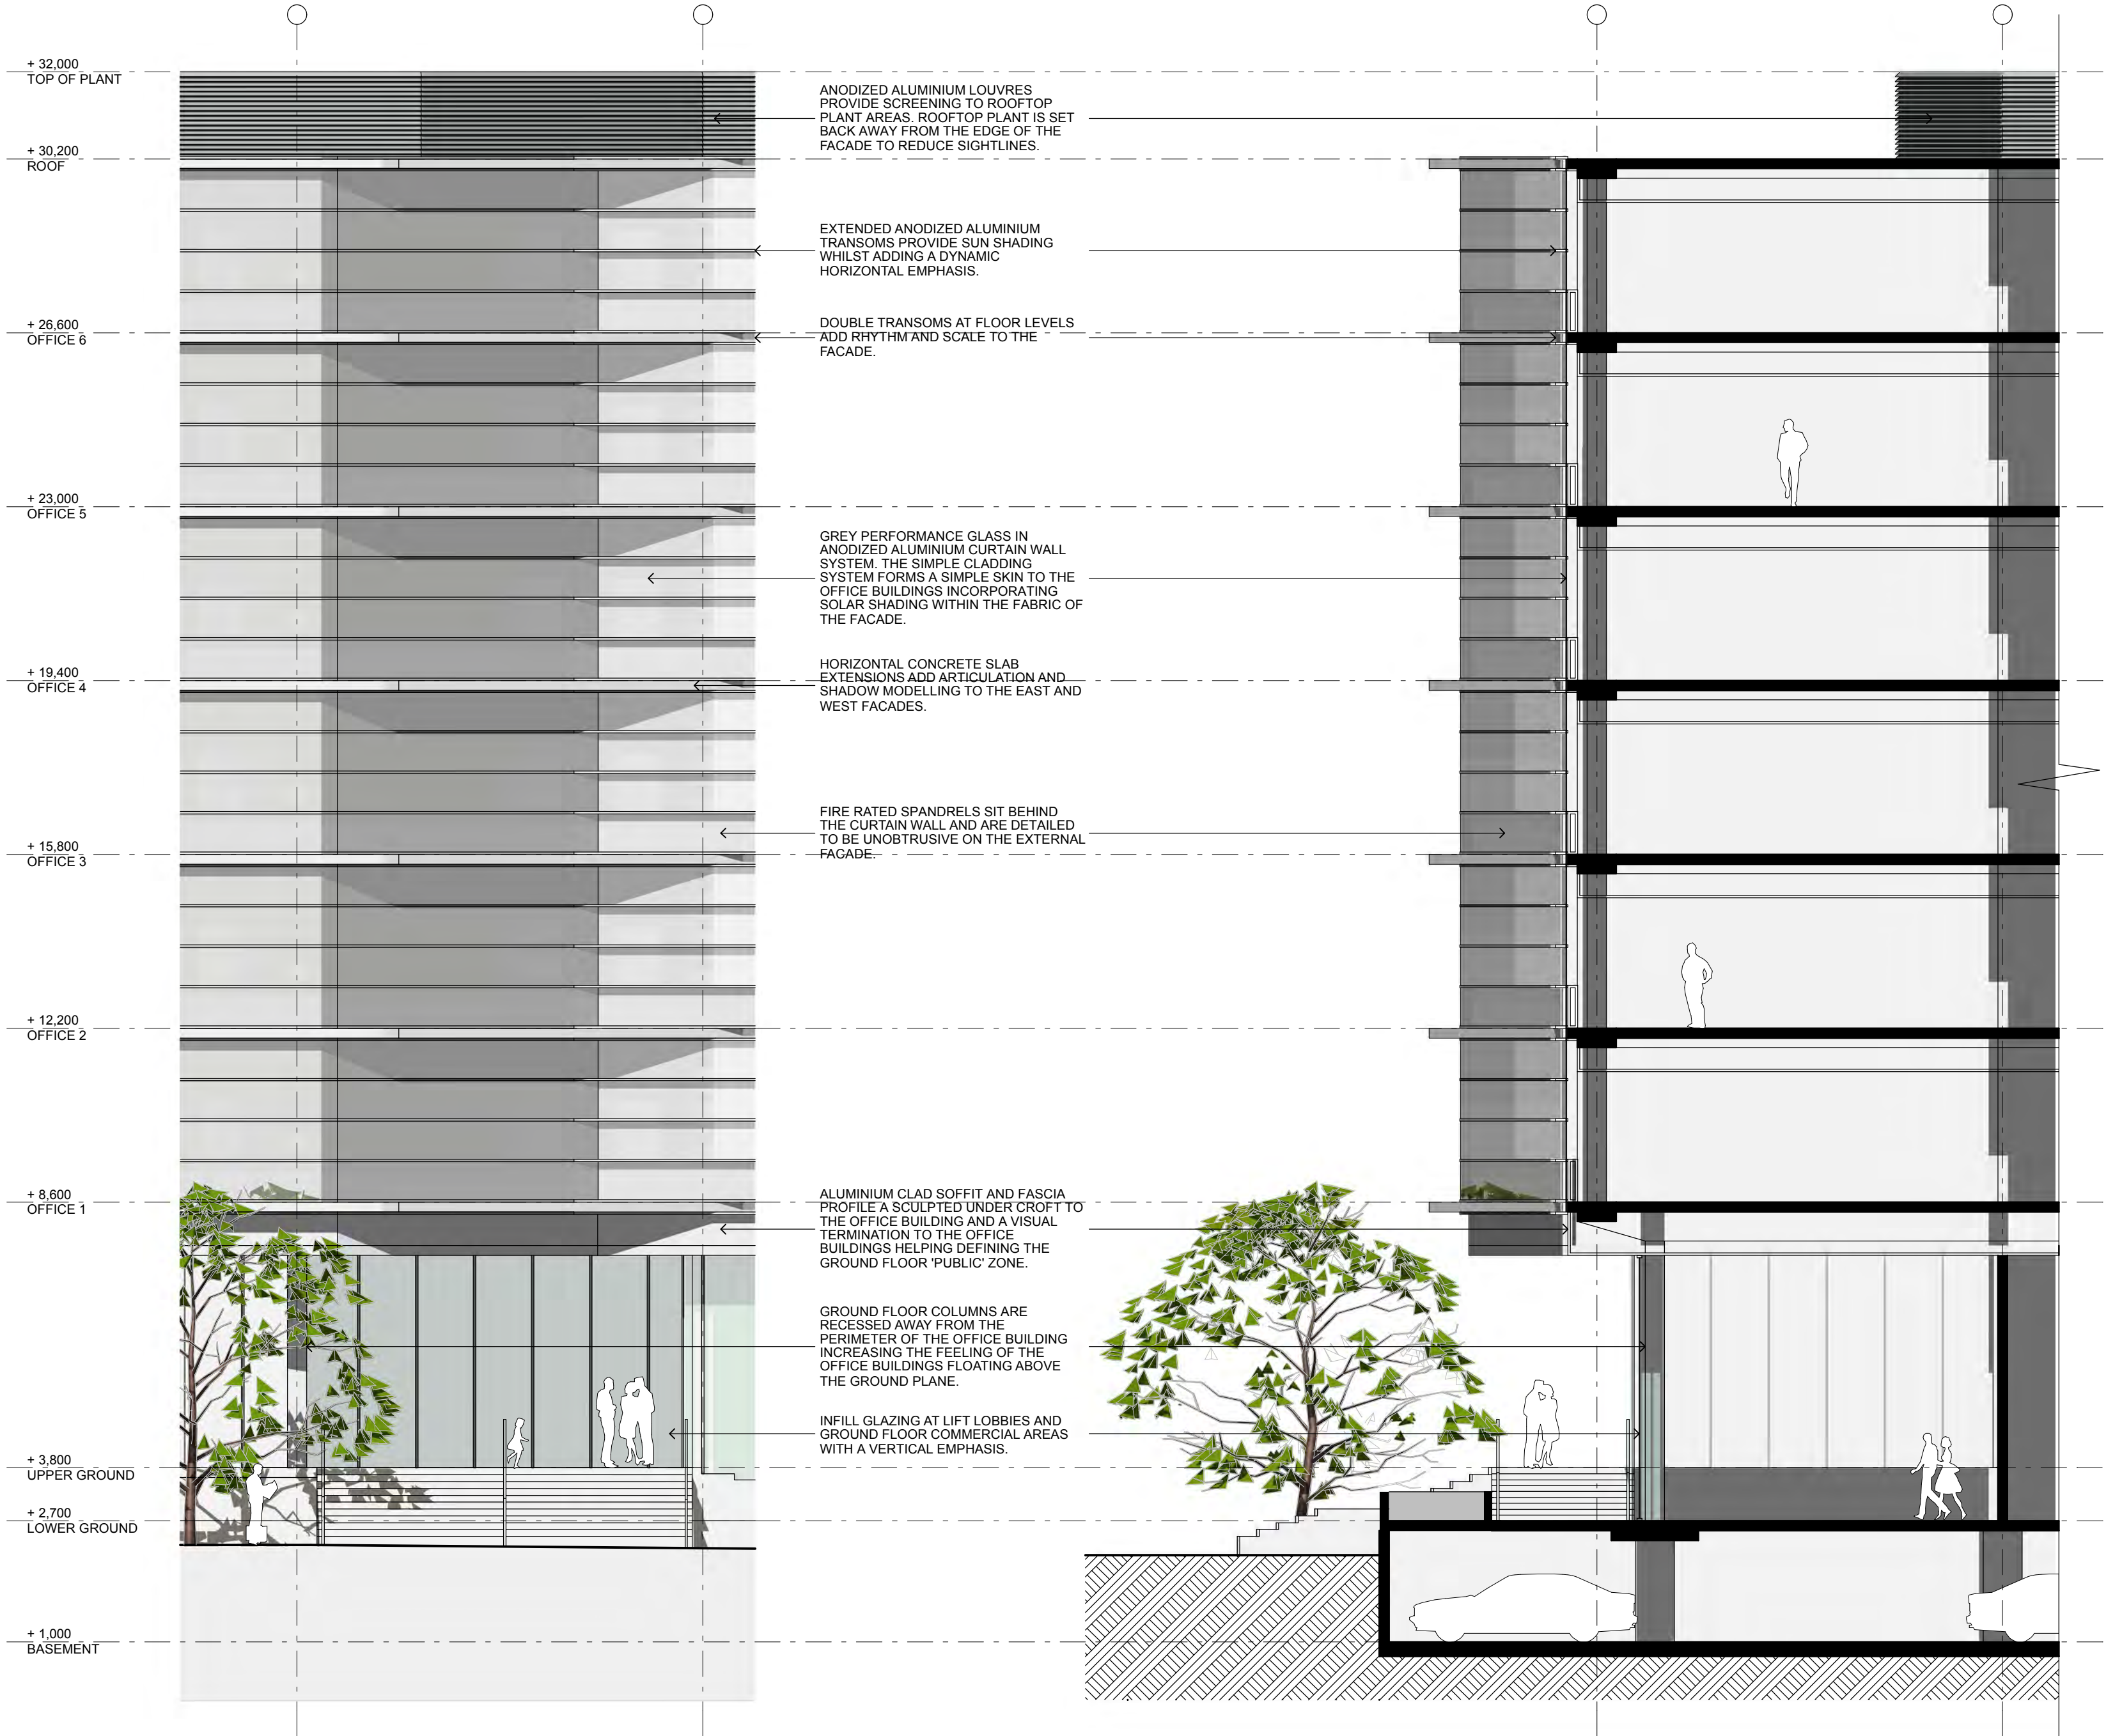 + 32,000
TOP OF PLANT
ANODIZED ALUMINIUM LOUVRES
PROVIDE SCREENING TO ROOFTOP
PLANT AREAS. ROOFTOP PLANT IS SET
BACK AWAY FROM THE EDGE OF THE
FACADE TO REDUCE SIGHTLINES.
+ 30,200
ROOF
EXTENDED ANODIZED ALUMINIUM
TRANSOMS PROVIDE SUN SHADING
WHILST ADDING A DYNAMIC
HORIZONTAL EMPHASIS.
+ 26,600
OFFICE 6
DOUBLE TRANSOMS AT FLOOR LEVELS
ADD RHYTHM AND SCALE TO THE
FACADE.
+ 23,000
OFFICE 5
GREY PERFORMANCE GLASS IN
ANODIZED ALUMINIUM CURTAIN WALL
SYSTEM. THE SIMPLE CLADDING
SYSTEM FORMS A SIMPLE SKIN TO THE
OFFICE BUILDINGS INCORPORATING
SOLAR SHADING WITHIN THE FABRIC OF
THE FACADE.
+ 19,400
OFFICE 4
HORIZONTAL CONCRETE SLAB
EXTENSIONS ADD ARTICULATION AND
SHADOW MODELLING TO THE EAST AND
WEST FACADES.
+ 15,800
OFFICE 3
FIRE RATED SPANDRELS SIT BEHIND
THE CURTAIN WALL AND ARE DETAILED
TO BE UNOBTRUSIVE ON THE EXTERNAL
FACADE.
+ 12,200
OFFICE 2
+ 8,600
OFFICE 1
ALUMINIUM CLAD SOFFIT AND FASCIA
PROFILE A SCULPTED UNDER CROFT TO
THE OFFICE BUILDING AND A VISUAL
TERMINATION TO THE OFFICE
BUILDINGS HELPING DEFINING THE
GROUND FLOOR 'PUBLIC' ZONE.
GROUND FLOOR COLUMNS ARE
RECESSED AWAY FROM THE
PERIMETER OF THE OFFICE BUILDING
INCREASING THE FEELING OF THE
OFFICE BUILDINGS FLOATING ABOVE
THE GROUND PLANE.
INFILL GLAZING AT LIFT LOBBIES AND
GROUND FLOOR COMMERCIAL AREAS
WITH A VERTICAL EMPHASIS.
+ 3,800
UPPER GROUND
+ 2,700
LOWER GROUND
+ 1,000
BASEMENT